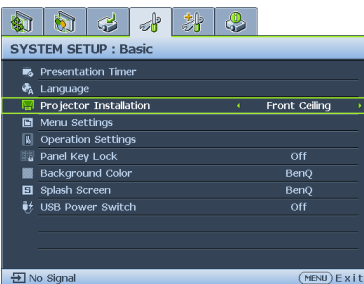 SYSTEM SETUP : Basic
Presentation Timer
Language
Projector Installation Front Ceiling
Menu Settings
Operation Settings
Panel Key Lock Off
Background Color BenQ
Splash Screen BenQ
USB Power Switch Off
No Signal MENU Exit